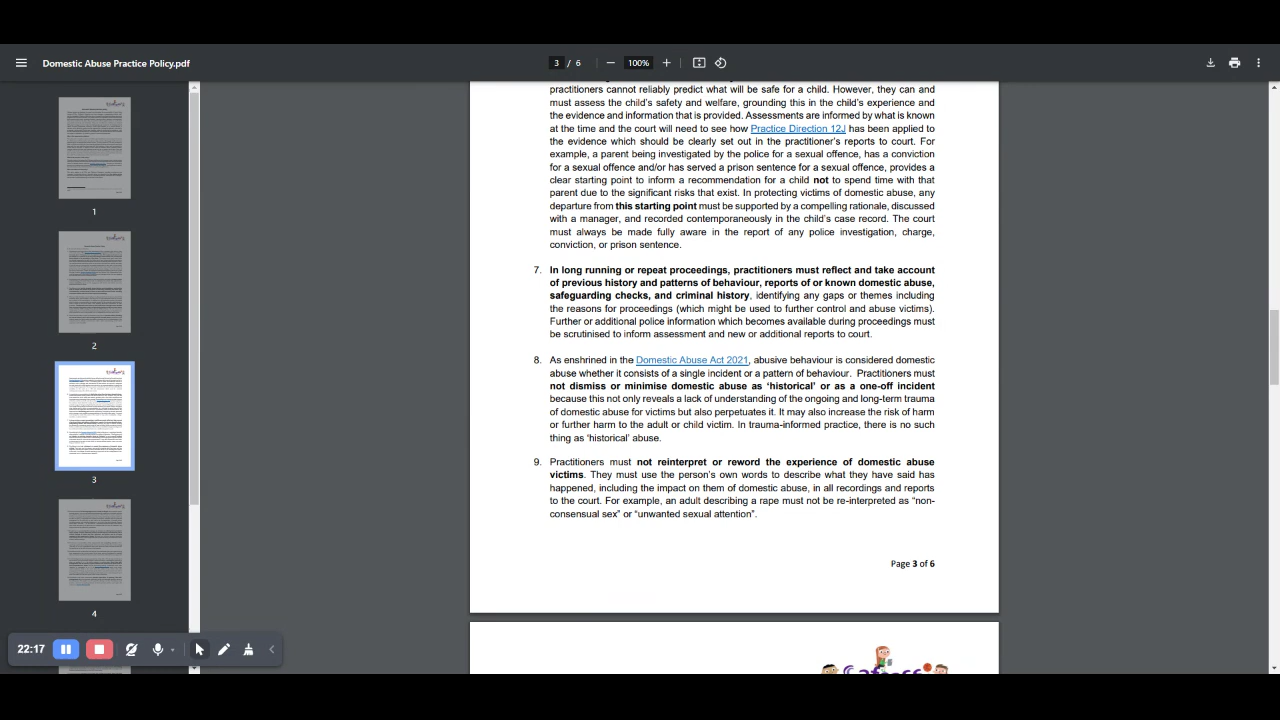 Domestic Abuse Practice Policy.pdf
3 / 6
100%
practitioners cannot reliably predict what will be safe for a child. However, they can and
must assess the child's safety and welfare, grounding this in the child's experience and
the evidence and information that is provided. Assessments are informed by what is known
at the time and the court will need to see how Practice Direction 12J has been applied to
the evidence which should be clearly set out in the practitioner's reports to court. For
example, a parent being investigated by the police for a sexual offence, has a conviction
for a sexual offence and/or has served a prison sentence for a sexual offence, provides a
clear starting point to inform a recommendation for a child not to spend time with that
parent due to the significant risks that exist. In protecting victims of domestic abuse, any
departure from this starting point must be supported by a compelling rationale, discussed
with a manager, and recorded contemporaneously in the child's case record. The court
must always be made fully aware in the report of any police investigation, charge,
conviction, or prison sentence.
7. In long running or repeat proceedings, practitioners must reflect and take account
of previous history and patterns of behaviour, reports of or known domestic abuse,
safeguarding checks, and criminal history, identifying any gaps or themes including
the reasons for proceedings (which might be used to further control and abuse victims).
Further or additional police information which becomes available during proceedings must
be scrutinised to inform assessment and new or additional reports to court.
8. As enshrined in the Domestic Abuse Act 2021, abusive behaviour is considered domestic
abuse whether it consists of a single incident or a pattern of behaviour. Practitioners must
not dismiss or minimise domestic abuse as 'historical' or as a one-off incident
because this not only reveals a lack of understanding of the ongoing and long-term trauma
of domestic abuse for victims but also perpetuates it. It may also increase the risk of harm
or further harm to the adult or child victim. In trauma-informed practice, there is no such
thing as 'historical' abuse.
9. Practitioners must not reinterpret or reword the experience of domestic abuse
victims. They must use the person's own words to describe what they have said has
happened, including the impact on them of domestic abuse, in all recordings and reports
to the court. For example, an adult describing a rape must not be re-interpreted as "non-
consensual sex" or "unwanted sexual attention".
Page 3 of 6
1
2
3
4
22:17